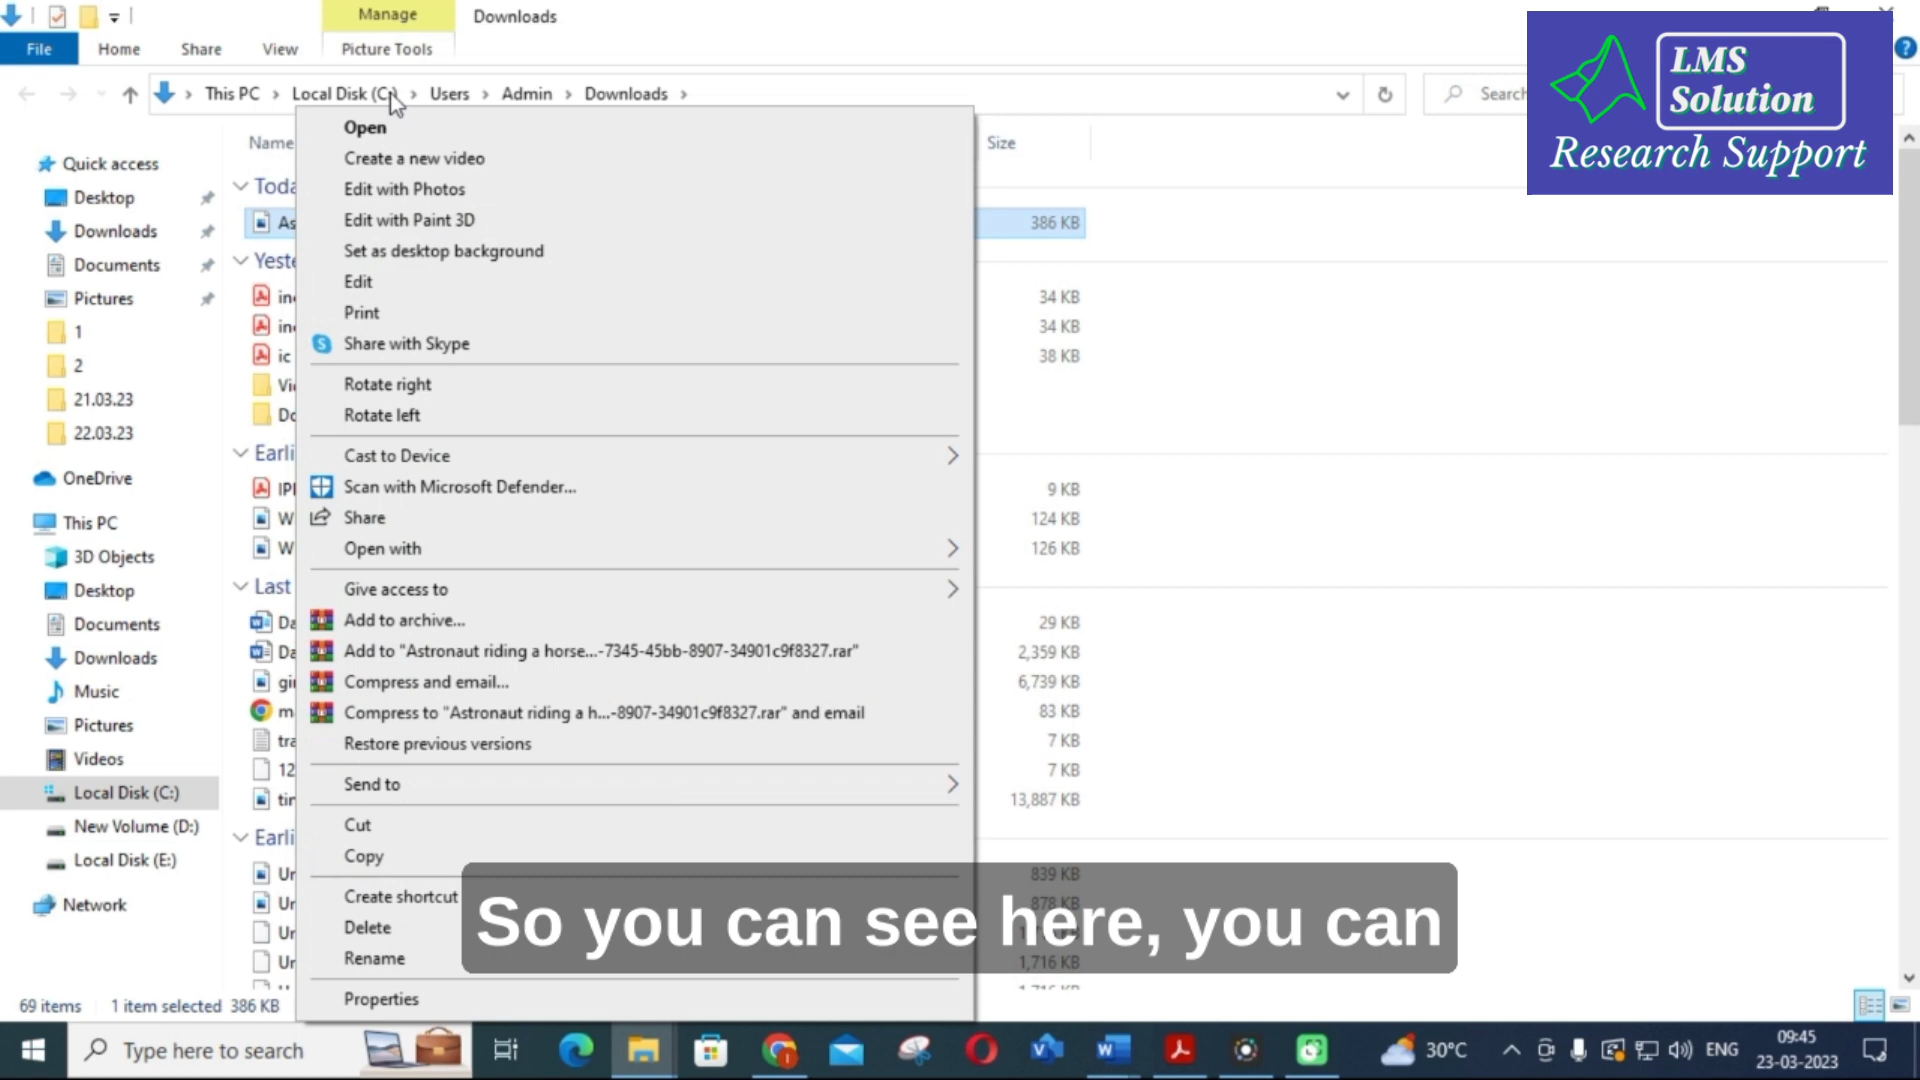 Manage
Downloads
File
Home
Share
View
Picture Tools
This PC
Local Disk (C:)
Users
Admin
Downloads
Search
LMS
Solution
Research Support
Name
Size
Quick access
Desktop
Downloads
Documents
Pictures
1
2
21.03.23
22.03.23
OneDrive
This PC
3D Objects
Desktop
Documents
Downloads
Music
Pictures
Videos
Local Disk (C:)
New Volume (D:)
Local Disk (E:)
Network
Open
Create a new video
Edit with Photos
Edit with Paint 3D
Set as desktop background
Edit
Print
Share with Skype
Rotate right
Rotate left
Cast to Device
Scan with Microsoft Defender...
Share
Open with
Give access to
Add to archive...
Add to "Astronaut riding a horse...-7345-45bb-8907-34901c9f8327.rar"
Compress and email...
Compress to "Astronaut riding a h...-8907-34901c9f8327.rar" and email
Restore previous versions
Send to
Cut
Copy
Create shortcut
Delete
Rename
Properties
386 KB
34 KB
34 KB
38 KB
9 KB
124 KB
126 KB
Last
29 KB
2,359 KB
6,739 KB
83 KB
7 KB
7 KB
13,887 KB
839 KB
878 KB
1,716 KB
So you can see here, you can
69 items
1 item selected 386 KB
Type here to search
30°C
ENG
09:45
23-03-2023